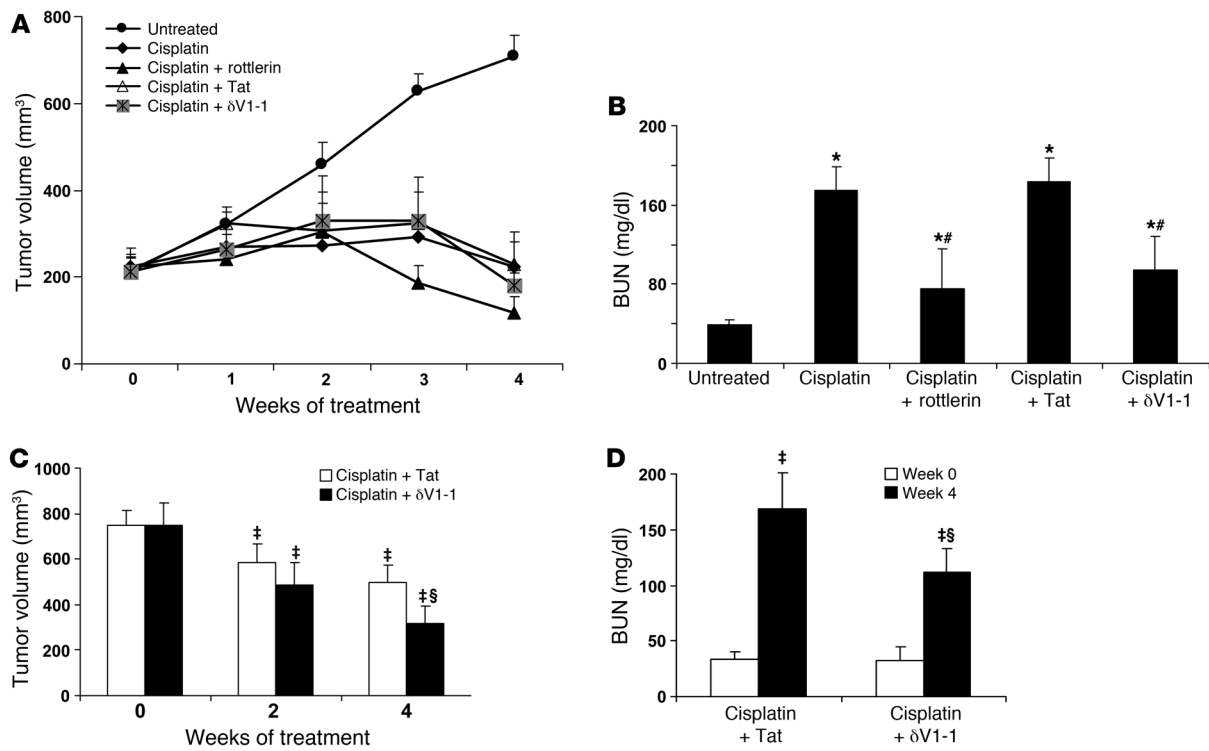 A
800
600
400
200
0
Tumor volume (mm³)
Untreated
Cisplatin
Cisplatin + rottlerin
Cisplatin + Tat
Cisplatin + δV1-1
0 1 2 3 4
Weeks of treatment
B
200
160
80
0
BUN (mg/dl)
*
*#
*
*#
Untreated
Cisplatin
Cisplatin
+ rottlerin
Cisplatin
+ Tat
Cisplatin
+ δV1-1
C
1000
800
600
400
200
0
Tumor volume (mm³)
Cisplatin + Tat
Cisplatin + δV1-1
‡
‡
‡
‡§
0 2 4
Weeks of treatment
D
200
150
100
50
0
BUN (mg/dl)
Week 0
Week 4
‡
‡§
Cisplatin
+ Tat
Cisplatin
+ δV1-1